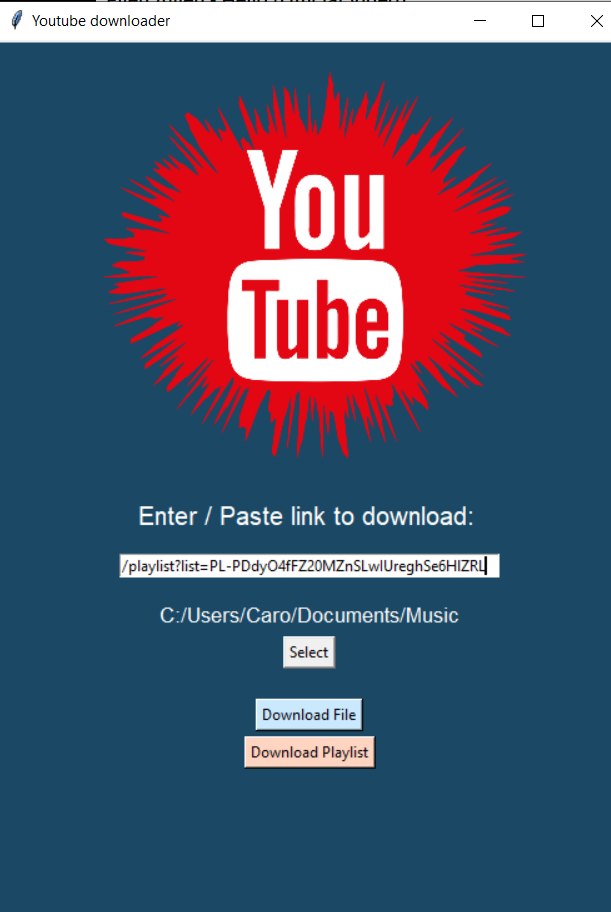 Youtube downloader
You
Tube
Enter / Paste link to download:
/playlist?list=PL-PDdyO4fFZ20MZnSLwlUreghSe6HlZRL
C:/Users/Caro/Documents/Music
Select
Download File
Download Playlist